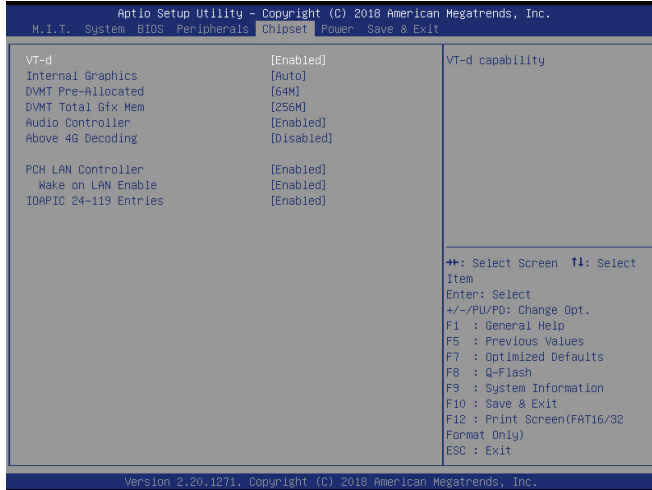 Aptio Setup Utility – Copyright (C) 2018 American Megatrends, Inc.
M.I.T. System BIOS Peripherals Chipset Power Save & Exit
VT-d [Enabled]
Internal Graphics [Auto]
DVMT Pre-Allocated [64M]
DVMT Total Gfx Mem [256M]
Audio Controller [Enabled]
Above 4G Decoding [Disabled]
PCH LAN Controller [Enabled]
Wake on LAN Enable [Enabled]
IOAPIC 24-119 Entries [Enabled]
VT-d capability
→←: Select Screen ↑↓: Select
Item
Enter: Select
+/-/PU/PD: Change Opt.
F1 : General Help
F5 : Previous Values
F7 : Optimized Defaults
F8 : Q-Flash
F9 : System Information
F10 : Save & Exit
F12 : Print Screen(FAT16/32
Format Only)
ESC : Exit
Version 2.20.1271. Copyright (C) 2018 American Megatrends, Inc.